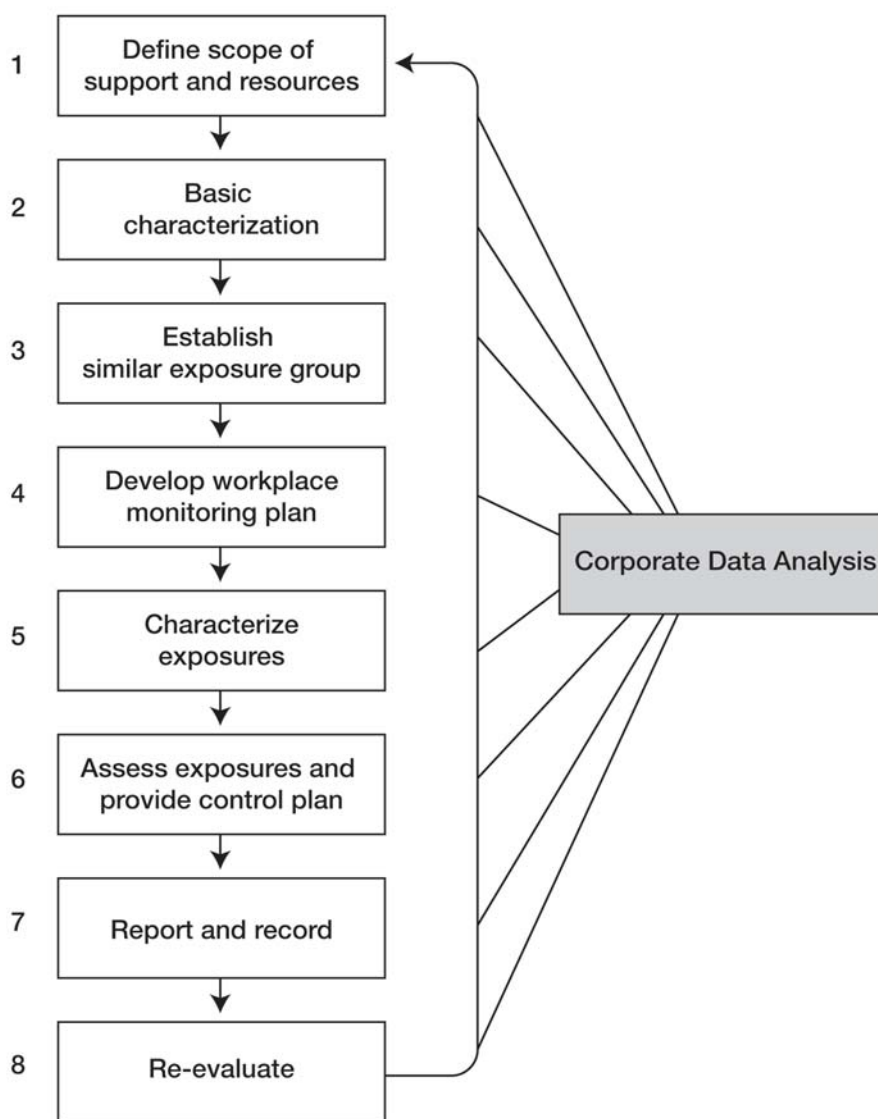 1
Define scope of
support and resources
2
Basic
characterization
3
Establish
similar exposure group
4
Develop workplace
monitoring plan
Corporate Data Analysis
5
Characterize
exposures
6
Assess exposures and
provide control plan
7
Report and record
8
Re-evaluate